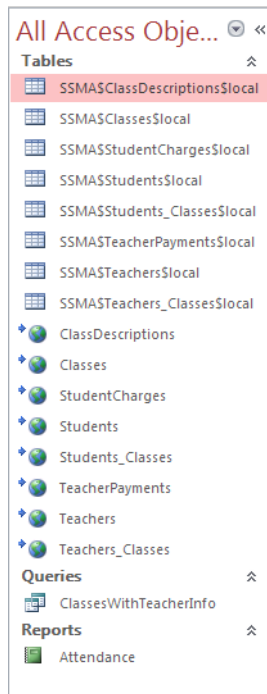 All Access Obje...
Tables
SSMA$ClassDescriptions$local
SSMA$Classes$local
SSMA$StudentCharges$local
SSMA$Students$local
SSMA$Students_Classes$local
SSMA$TeacherPayments$local
SSMA$Teachers$local
SSMA$Teachers_Classes$local
ClassDescriptions
Classes
StudentCharges
Students
Students_Classes
TeacherPayments
Teachers
Teachers_Classes
Queries
ClassesWithTeacherInfo
Reports
Attendance